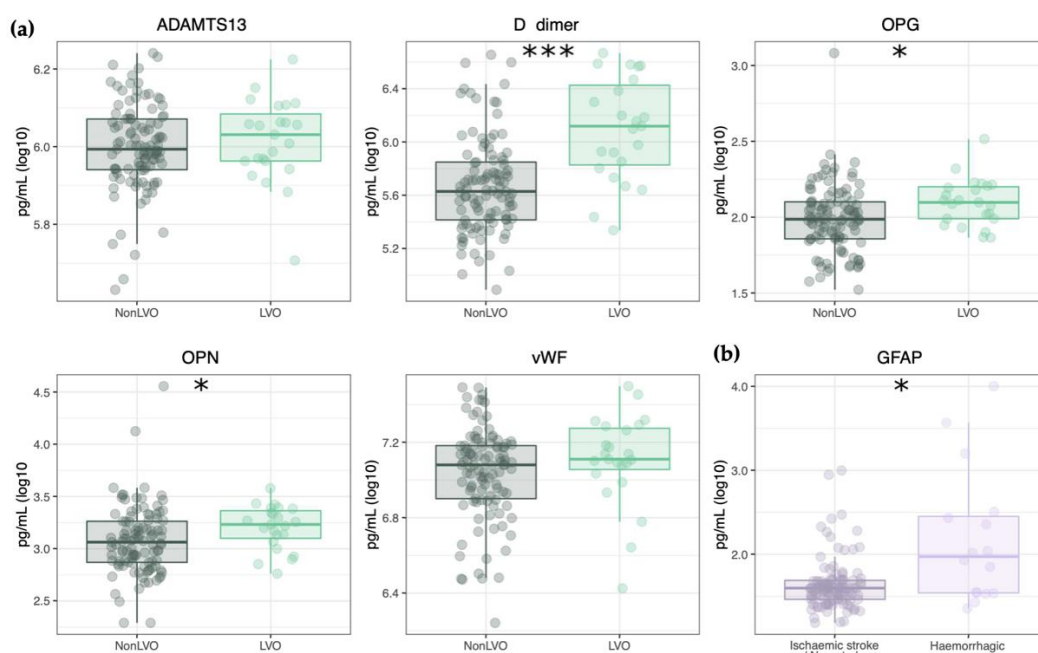 (a)
ADAMTS13
pg/mL (log10)
6.2
6.0
5.8
NonLVO LVO
D dimer
***
pg/mL (log10)
6.4
6.0
5.6
5.2
NonLVO LVO
OPG
*
pg/mL (log10)
3.0
2.5
2.0
1.5
NonLVO LVO
OPN
*
pg/mL (log10
4.5
4.0
3.5
3.0
2.5
NonLVO LVO
vWF
pg/mL (log10)
7.2
6.8
6.4
NonLVO LVO
(b)
GFAP
*
pg/mL (log10)
4.0
3.0
2.0
1.0
Ischaemic stroke Haemorrhagic